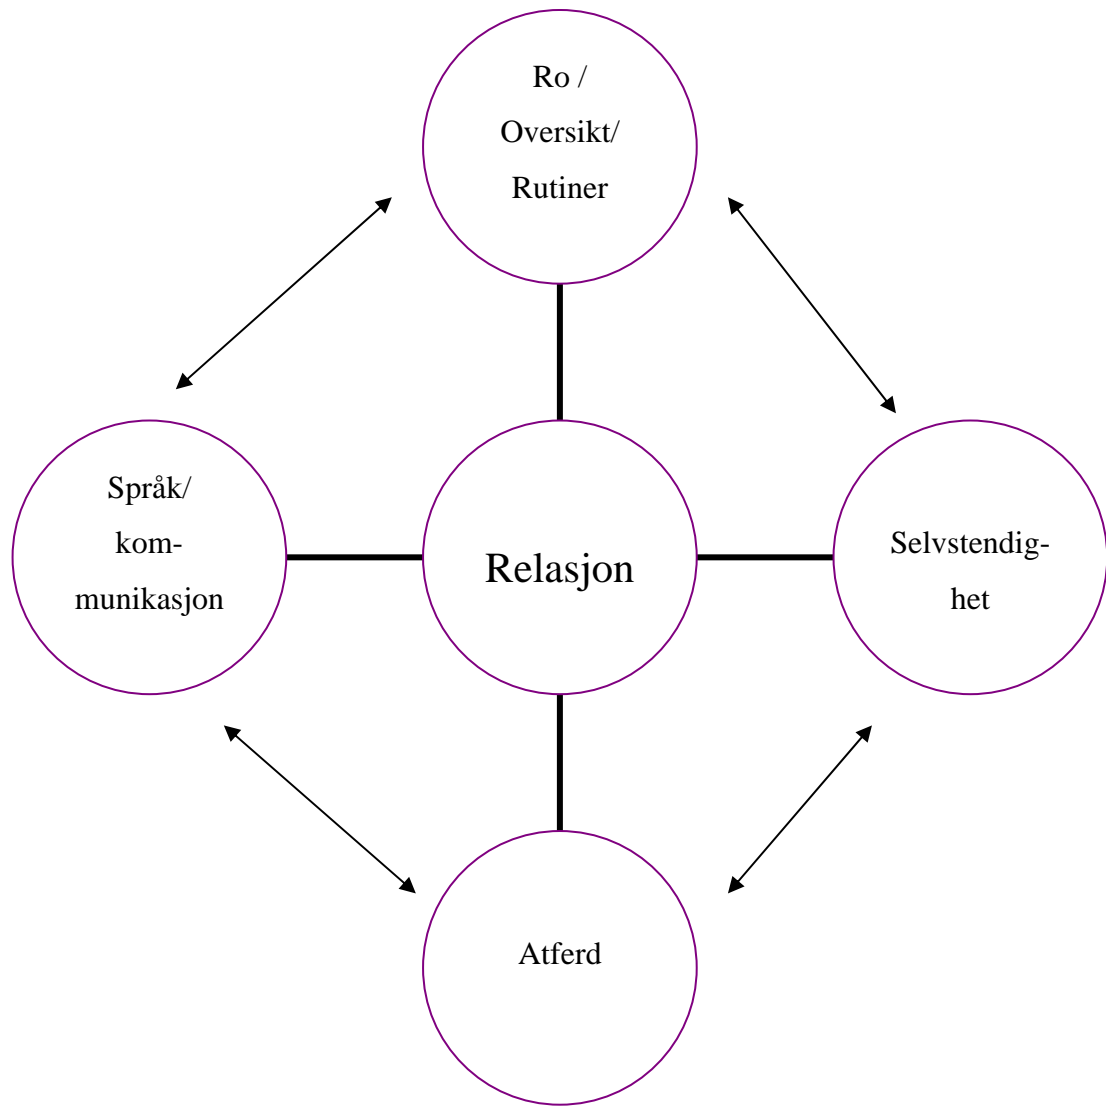 Ro /
Oversikt/
Rutiner
Språk/
kom-
munikasjon
Relasjon
Selvstendig-
het
Atferd